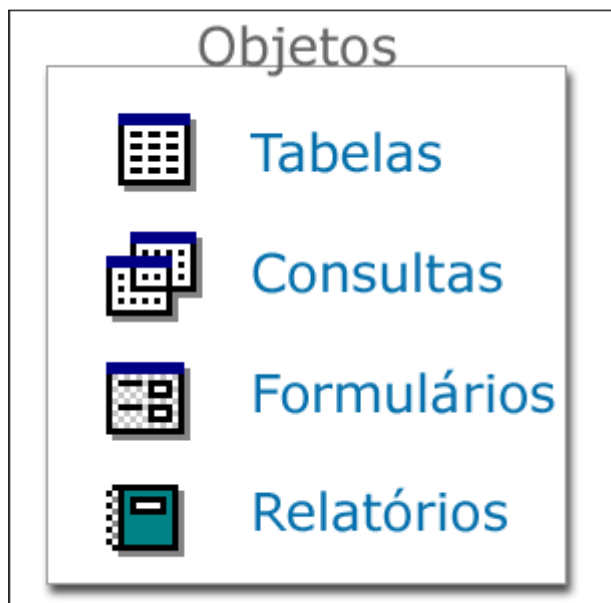 Objetos
Tabelas
Consultas
Formulários
Relatórios